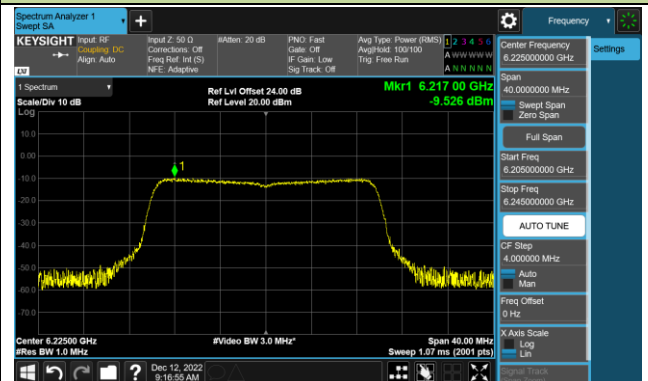 Spectrum Analyzer 1
Swept SA
Frequency
KEYSIGHT
Input: RF
Coupling: DC
Align: Auto
Input Z: 50 Ω
Corrections: Off
Freq Ref: Int (S)
NFE: Adaptive
#Atten: 20 dB
PNO: Fast
Gate: Off
IF Gain: Low
Sig Track: Off
Avg Type: Power (RMS)
Avg|Hold: 100/100
Trig: Free Run
1 2 3 4 5 6
A W W W W W
A N N N N N
LXI
1 Spectrum
Scale/Div 10 dB
Log
Ref Lvl Offset 24.00 dB
Ref Level 20.00 dBm
Mkr1 6.217 00 GHz
-9.526 dBm
10.0
0.00
-10.0
-20.0
-30.0
-40.0
-50.0
-60.0
-70.0
1
Center 6.22500 GHz
#Res BW 1.0 MHz
#Video BW 3.0 MHz*
Span 40.00 MHz
Sweep 1.07 ms (2001 pts)
Dec 12, 2022
9:16:55 AM
Center Frequency
6.225000000 GHz
Settings
Span
40.0000000 MHz
Swept Span
Zero Span
Full Span
Start Freq
6.205000000 GHz
Stop Freq
6.245000000 GHz
AUTO TUNE
CF Step
4.000000 MHz
Auto
Man
Freq Offset
0 Hz
X Axis Scale
Log
Lin
Signal Track